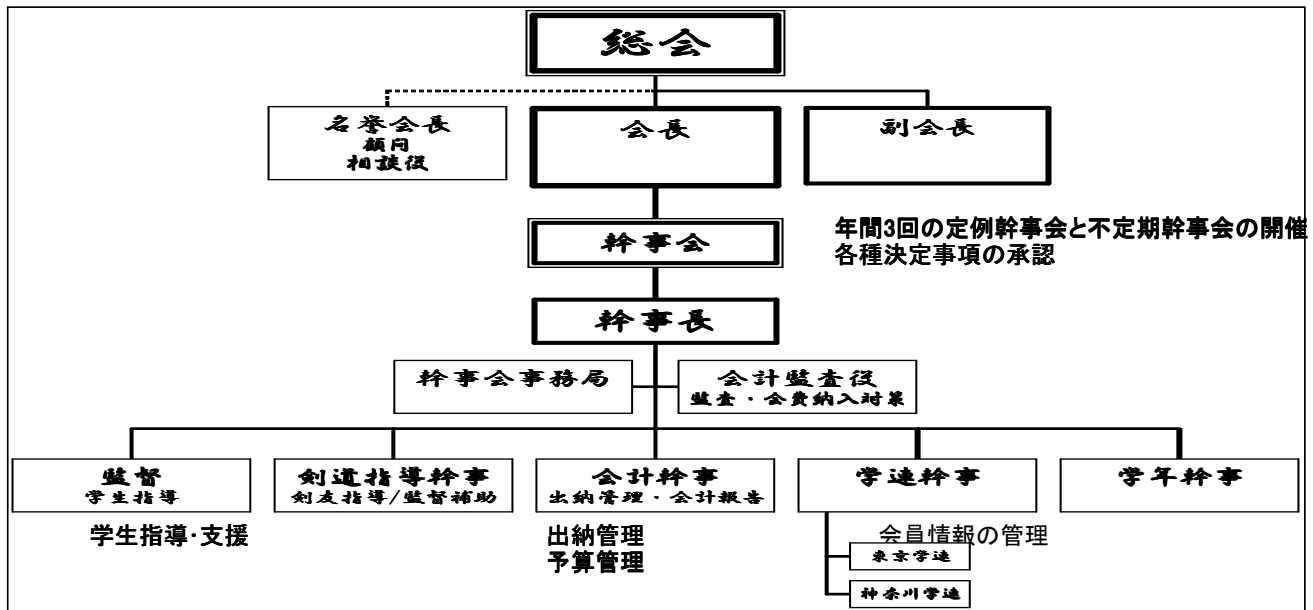 総会
名誉会長
顧問
相談役
会長
副会長
幹事会
年間3回の定例幹事会と不定期幹事会の開催
各種決定事項の承認
幹事長
幹事会事務局
会計監査役
監査・会費納入対策
監督
学生指導
剣道指導幹事
剣友指導/監督補助
会計幹事
出納管理・会計報告
学連幹事
学年幹事
学生指導・支援
出納管理
予算管理
会員情報の管理
東京学連
神奈川学連